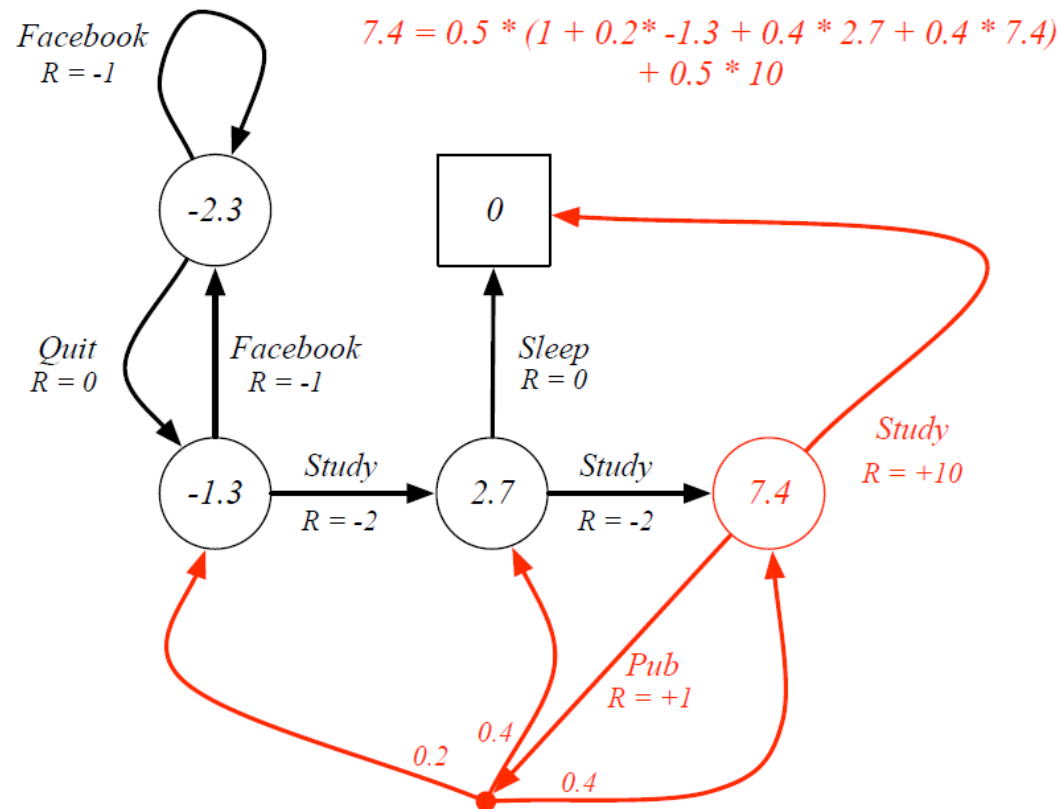 Facebook
R = -1
7.4 = 0.5 * (1 + 0.2* -1.3 + 0.4 * 2.7 + 0.4 * 7.4)
+ 0.5 * 10
-2.3
0
Quit
R = 0
Facebook
R = -1
Sleep
R = 0
Study
R = +10
-1.3
Study
R = -2
2.7
Study
R = -2
7.4
Pub
R = +1
0.2
0.4
0.4